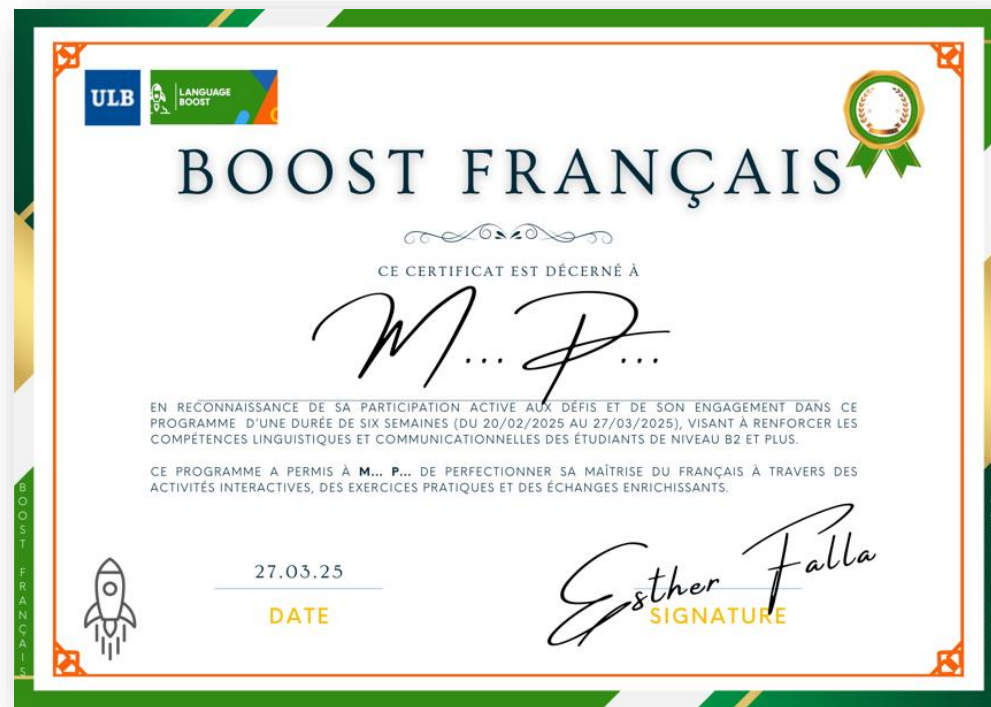 ULB
LANGUAGE
BOOST
BOOST FRANÇAIS
CE CERTIFICAT EST DÉCERNÉ À
M... P...
EN RECONNAISSANCE DE SA PARTICIPATION ACTIVE AUX DÉFIS ET DE SON ENGAGEMENT DANS CE
PROGRAMME D'UNE DURÉE DE SIX SEMAINES (DU 20/02/2025 AU 27/03/2025), VISANT À RENFORCER LES
COMPÉTENCES LINGUISTIQUES ET COMMUNICATIONNELLES DES ÉTUDIANTS DE NIVEAU B2 ET PLUS.
CE PROGRAMME A PERMIS À M... P... DE PERFECTIONNER SA MAÎTRISE DU FRANÇAIS À TRAVERS DES
ACTIVITÉS INTERACTIVES, DES EXERCICES PRATIQUES ET DES ÉCHANGES ENRICHISSANTS.
BOOST FRANÇAIS
27.03.25
DATE
Esther Falla
SIGNATURE